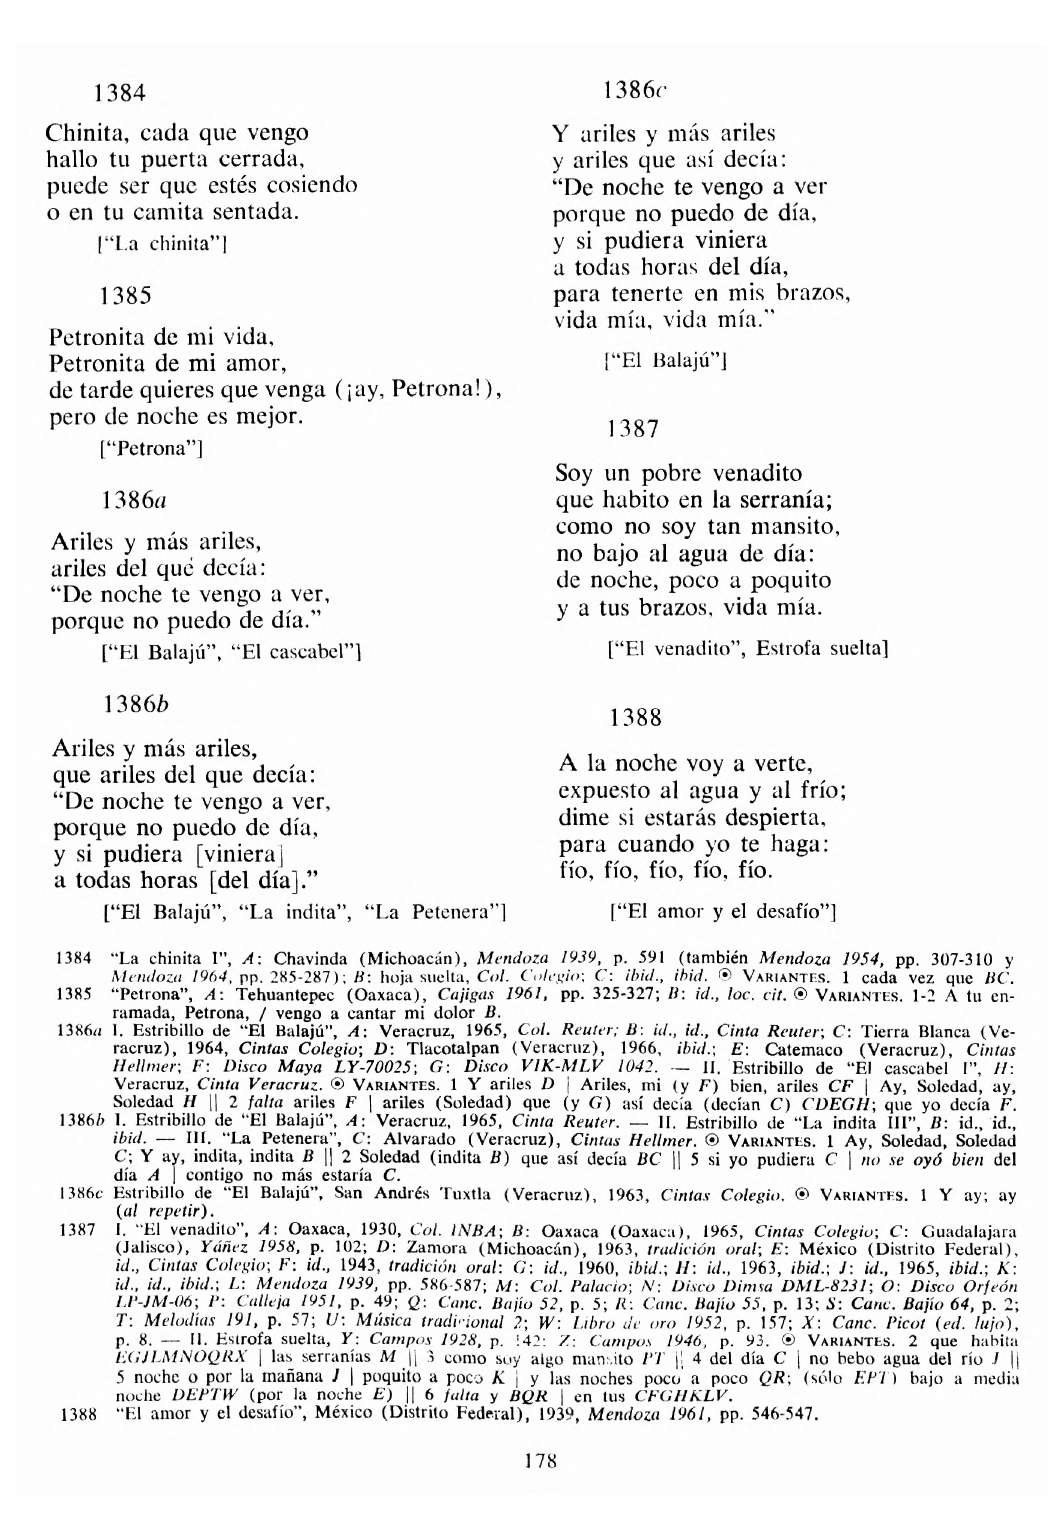 1384
Chinita, cada que vengo
hallo tu puerta cerrada,
puede ser que estés cosiendo
o en tu camita sentada.
["La chinita"]
1385
Petronita de mi vida,
Petronita de mi amor,
de tarde quieres que venga (¡ay, Petrona!),
pero de noche es mejor.
["Petrona"]
1386a
Ariles y más ariles,
ariles del qué decía:
"De noche te vengo a ver,
porque no puedo de día."
["El Balajú", "El cascabel"]
1386b
Ariles y más ariles,
que ariles del que decía:
"De noche te vengo a ver,
porque no puedo de día,
y si pudiera [viniera]
a todas horas [del día]."
["El Balajú", "La indita", "La Petenera"]
1386c
Y ariles y más ariles
y ariles que así decía:
"De noche te vengo a ver
porque no puedo de día,
y si pudiera viniera
a todas horas del día,
para tenerte en mis brazos,
vida mía, vida mía."
["El Balajú"]
1387
Soy un pobre venadito
que habito en la serranía;
como no soy tan mansito,
no bajo al agua de día:
de noche, poco a poquito
y a tus brazos, vida mía.
["El venadito", Estrofa suelta]
1388
A la noche voy a verte,
expuesto al agua y al frío;
dime si estarás despierta,
para cuando yo te haga:
fío, fío, fío, fío, fío.
["El amor y el desafío"]
1384 "La chinita I", A: Chavinda (Michoacán), Mendoza 1939, p. 591 (también Mendoza 1954, pp. 307-310 y
Mendoza 1964, pp. 285-287); B: hoja suelta, Col. Colegio; C: ibid., ibid. ⦿ VARIANTES. 1 cada vez que BC.
1385 "Petrona", A: Tehuantepec (Oaxaca), Cajigas 1961, pp. 325-327; B: id., loc. cit. ⦿ VARIANTES. 1-2 A tu en-
ramada, Petrona, / vengo a cantar mi dolor B.
1386a I. Estribillo de "El Balajú", A: Veracruz, 1965, Col. Reuter; B: id., id., Cinta Reuter; C: Tierra Blanca (Ve-
racruz), 1964, Cintas Colegio; D: Tlacotalpan (Veracruz), 1966, ibid.; E: Catemaco (Veracruz), Cintas
Hellmer; F: Disco Maya LY-70025; G: Disco VIK-MLV 1042. — II. Estribillo de "El cascabel I", H:
Veracruz, Cinta Veracruz. ⦿ VARIANTES. 1 Y ariles D | Ariles, mi (y F) bien, ariles CF | Ay, Soledad, ay,
Soledad H || 2 falta ariles F | ariles (Soledad) que (y G) así decía (decían C) CDEGH; que yo decía F.
1386b I. Estribillo de "El Balajú", A: Veracruz, 1965, Cinta Reuter. — II. Estribillo de "La indita III", B: id., id.,
ibid. — III. "La Petenera", C: Alvarado (Veracruz), Cintas Hellmer. ⦿ VARIANTES. 1 Ay, Soledad, Soledad
C; Y ay, indita, indita B || 2 Soledad (indita B) que así decía BC || 5 si yo pudiera C | no se oyó bien del
día A | contigo no más estaría C.
1386c Estribillo de "El Balajú", San Andrés Tuxtla (Veracruz), 1963, Cintas Colegio. ⦿ VARIANTES. 1 Y ay; ay
(al repetir).
1387 I. "El venadito", A: Oaxaca, 1930, Col. INBA; B: Oaxaca (Oaxaca), 1965, Cintas Colegio; C: Guadalajara
(Jalisco), Yáñez 1958, p. 102; D: Zamora (Michoacán), 1963, tradición oral; E: México (Distrito Federal),
id., Cintas Colegio; F: id., 1943, tradición oral: G: id., 1960, ibid.; H: id., 1963, ibid.; J: id., 1965, ibid.; K:
id., id., ibid.; L: Mendoza 1939, pp. 586-587; M: Col. Palacio; N: Disco Dimsa DML-8231; O: Disco Orfeón
LP-JM-06; P: Calleja 1951, p. 49; Q: Canc. Bajío 52, p. 5; R: Canc. Bajío 55, p. 13; S: Canc. Bajío 64, p. 2;
T: Melodías 191, p. 57; U: Música tradicional 2; W: Libro de oro 1952, p. 157; X: Canc. Picot (ed. lujo),
p. 8. — II. Estrofa suelta, Y: Campos 1928, p. 142; Z: Campos 1946, p. 93. ⦿ VARIANTES. 2 que habita
EGJLMNOQRX | las serranías M || 3 como soy algo mansito PT || 4 del día C | no bebo agua del río J ||
5 noche o por la mañana J | poquito a poco K | y las noches poco a poco QR; (sólo EPT) bajo a media
noche DEPTW (por la noche E) || 6 falta y BQR | en tus CFGHKLV.
1388 "El amor y el desafío", México (Distrito Federal), 1939, Mendoza 1961, pp. 546-547.
178